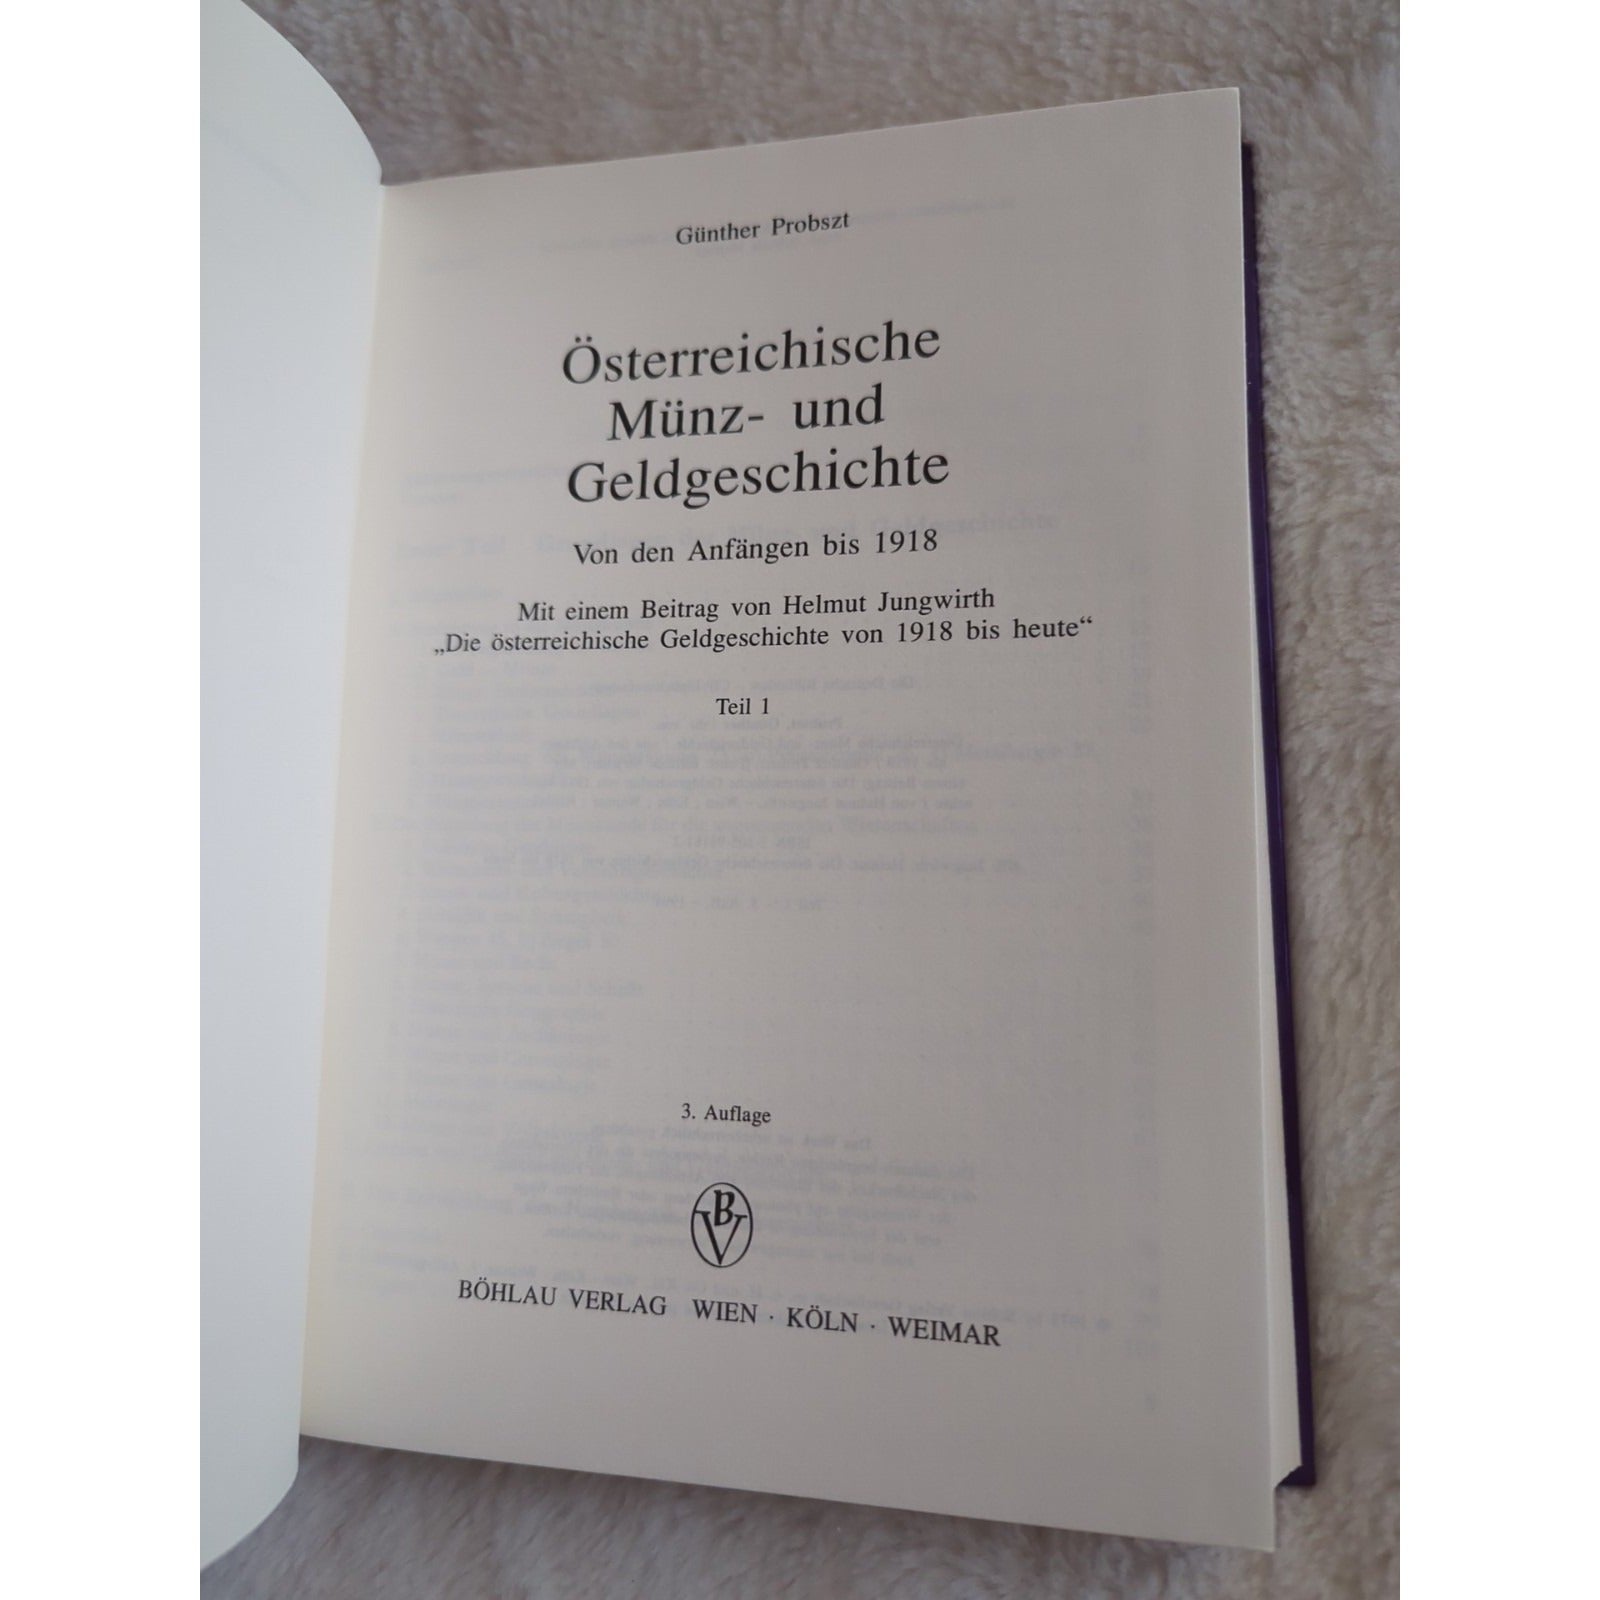 Günther Probszt
Österreichische
Münz- und
Geldgeschichte
Von den Anfängen bis 1918
Mit einem Beitrag von Helmut Jungwirth
„Die österreichische Geldgeschichte von 1918 bis heute“
Teil 1
3. Auflage
BV
BÖHLAU VERLAG WIEN · KÖLN · WEIMAR